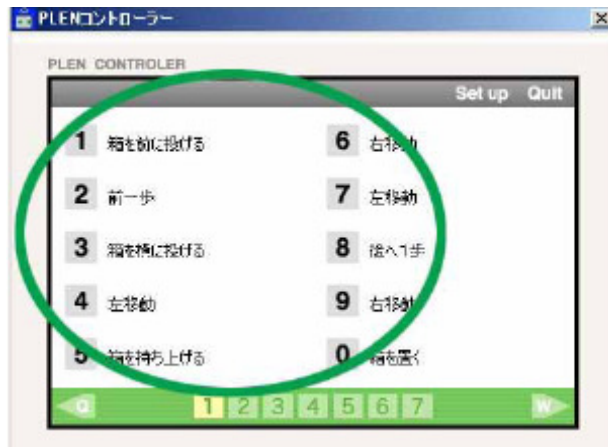 PLENコントローラー
PLEN CONTROLER
Set up Quit
1 箱を前に投げる
6 右移動
2 前一歩
7 左移動
3 箱を横に投げる
8 後へ1歩
4 左移動
9 右移動
5 箱を持ち上げる
0 箱を置く
Q 1 2 3 4 5 6 7 W